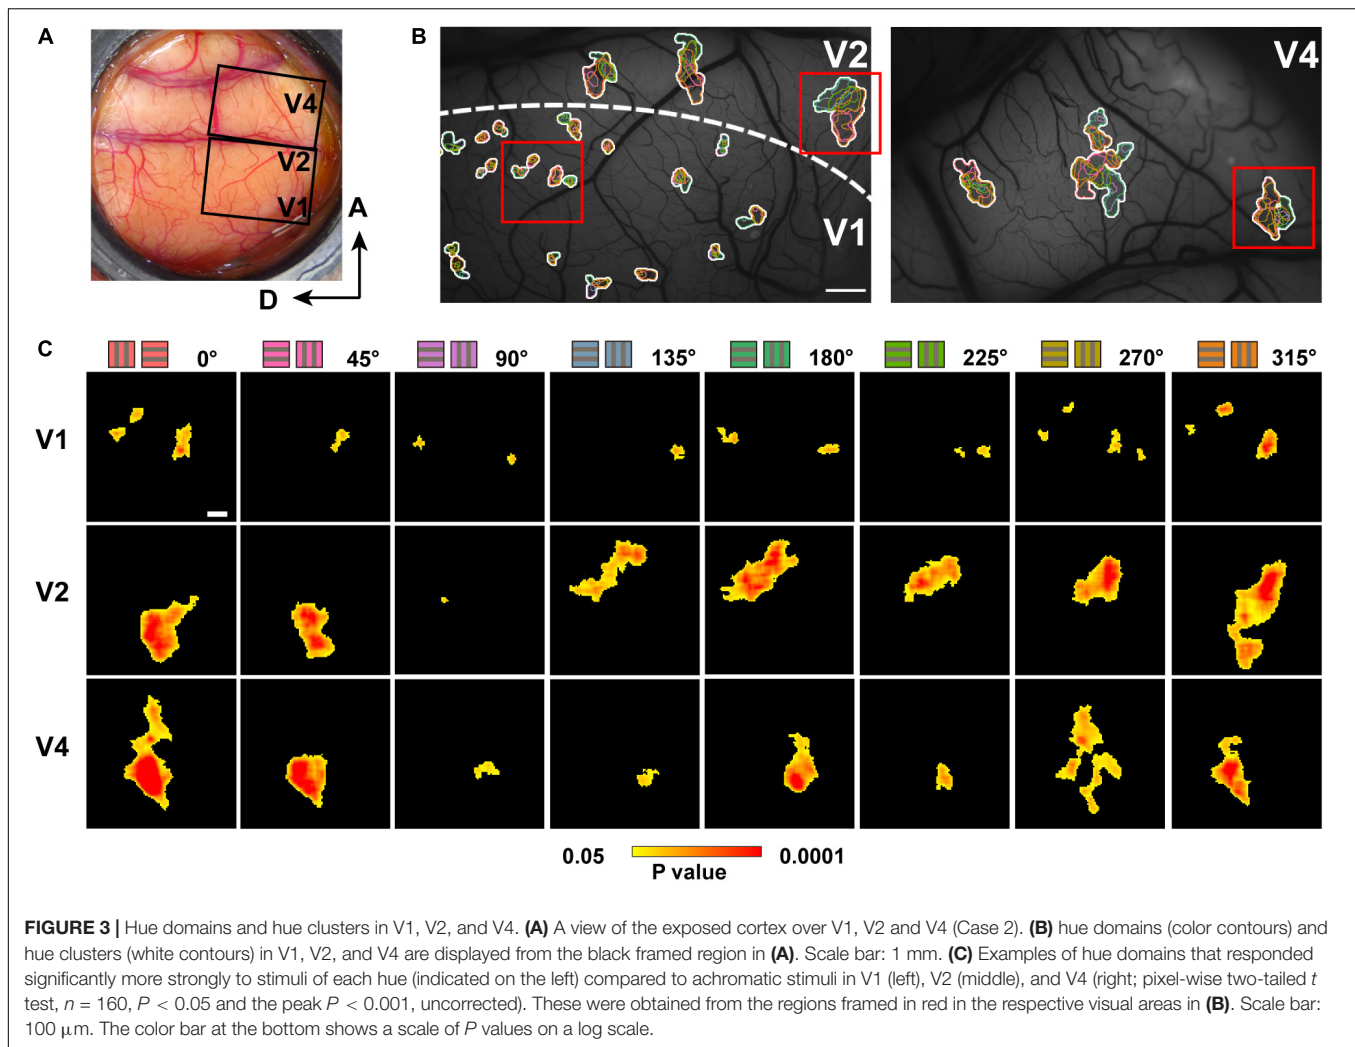 A
V4
V2
V1
A
D
B
V2
V1
V4
C
0° 45° 90° 135° 180° 225° 270° 315°
V1
V2
V4
0.05 0.0001
P value
FIGURE 3 | Hue domains and hue clusters in V1, V2, and V4. (A) A view of the exposed cortex over V1, V2 and V4 (Case 2). (B) hue domains (color contours) and
hue clusters (white contours) in V1, V2, and V4 are displayed from the black framed region in (A). Scale bar: 1 mm. (C) Examples of hue domains that responded
significantly more strongly to stimuli of each hue (indicated on the left) compared to achromatic stimuli in V1 (left), V2 (middle), and V4 (right; pixel-wise two-tailed t
test, n = 160, P < 0.05 and the peak P < 0.001, uncorrected). These were obtained from the regions framed in red in the respective visual areas in (B). Scale bar:
100 μm. The color bar at the bottom shows a scale of P values on a log scale.